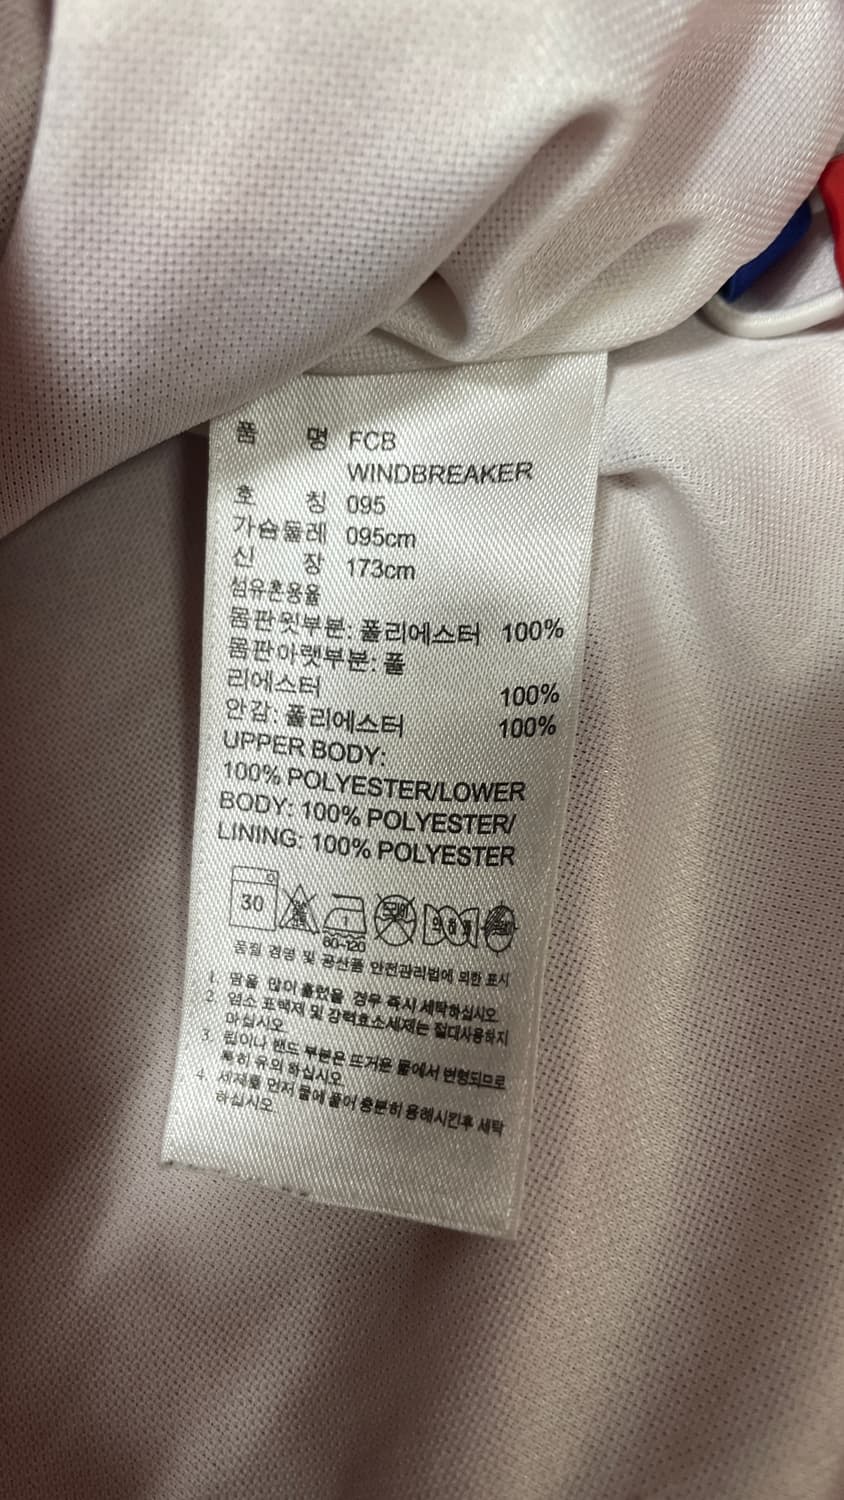 품 명 FCB
WINDBREAKER
호 칭 095
가슴둘레 095cm
신 장 173cm
섬유혼용율
몸판윗부분: 폴리에스터 100%
몸판아랫부분: 폴
리에스터 100%
안감: 폴리에스터 100%
UPPER BODY:
100% POLYESTER/LOWER
BODY: 100% POLYESTER/
LINING: 100% POLYESTER
30
60-120
품질 경영 및 공산품 안전관리법에 의한 표시
1. 땀을 많이 흘렸을 경우 즉시 세탁하십시오
2. 염소 표백제 및 강력효소세제는 절대사용하지
마십시오
3. 립이나 밴드 부분은 뜨거운 물에서 변형되므로
특히 유의 하십시오
4. 세제를 먼저 물에 풀어 충분히 용해시킨후 세탁
하십시오